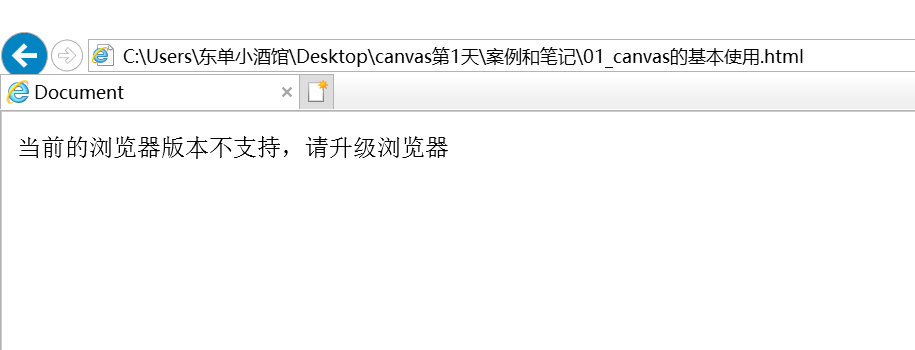 C:\Users\东单小酒馆\Desktop\canvas第1天\案例和笔记\01_canvas的基本使用.html
Document
当前的浏览器版本不支持，请升级浏览器